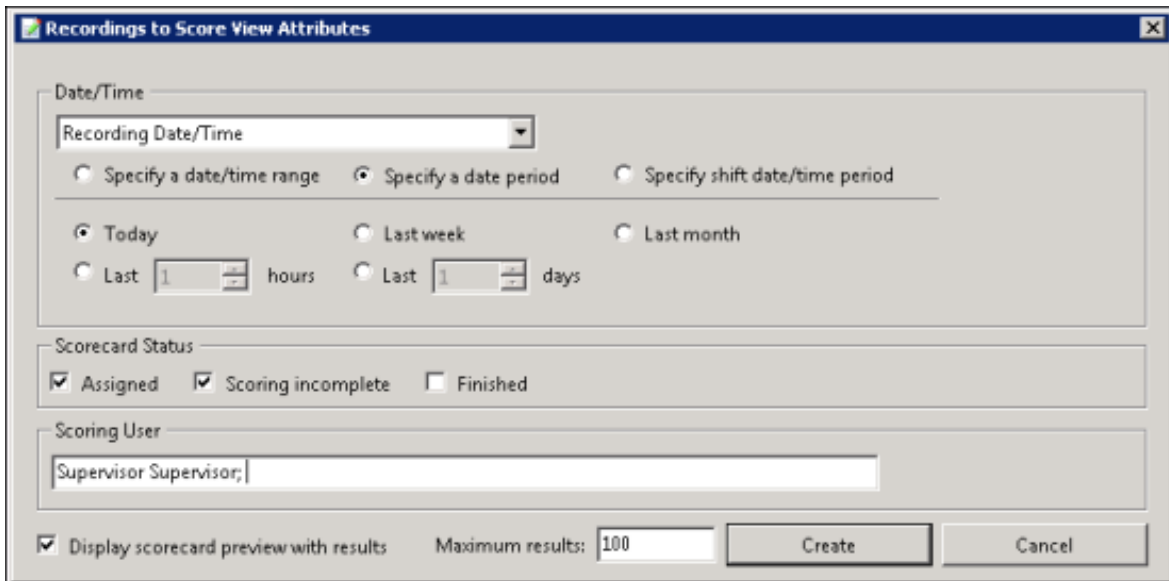 Recordings to Score View Attributes
Date/Time
Recording Date/Time
Specify a date/time range Specify a date period Specify shift date/time period
Today Last week Last month
Last 1 hours Last 1 days
Scorecard Status
Assigned Scoring incomplete Finished
Scoring User
Supervisor Supervisor;
Display scorecard preview with results Maximum results: 100 Create Cancel